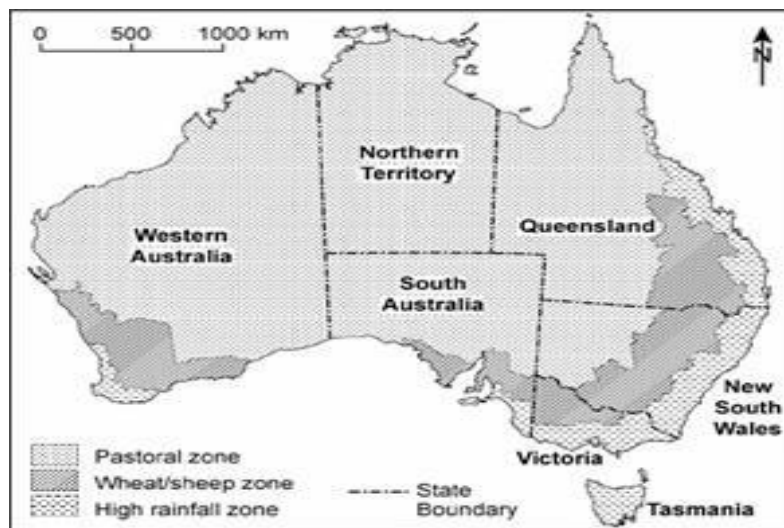 0 500 1000 km
N
Northern
Territory
Queensland
Western
Australia
South
Australia
New
South
Wales
Victoria
Tasmania
Pastoral zone
Wheat/sheep zone
High rainfall zone
State
Boundary